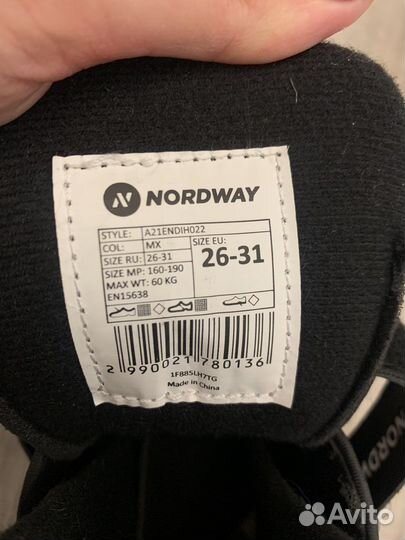 NORDWAY
STYLE: A21ENDIH022
COL: MX
SIZE RU: 26-31
SIZE MP: 160-190
MAX WT: 60 KG
EN15638
SIZE EU:
26-31
2 990021 780136
1F885LH7TG
Made in China
NORDW
Avito